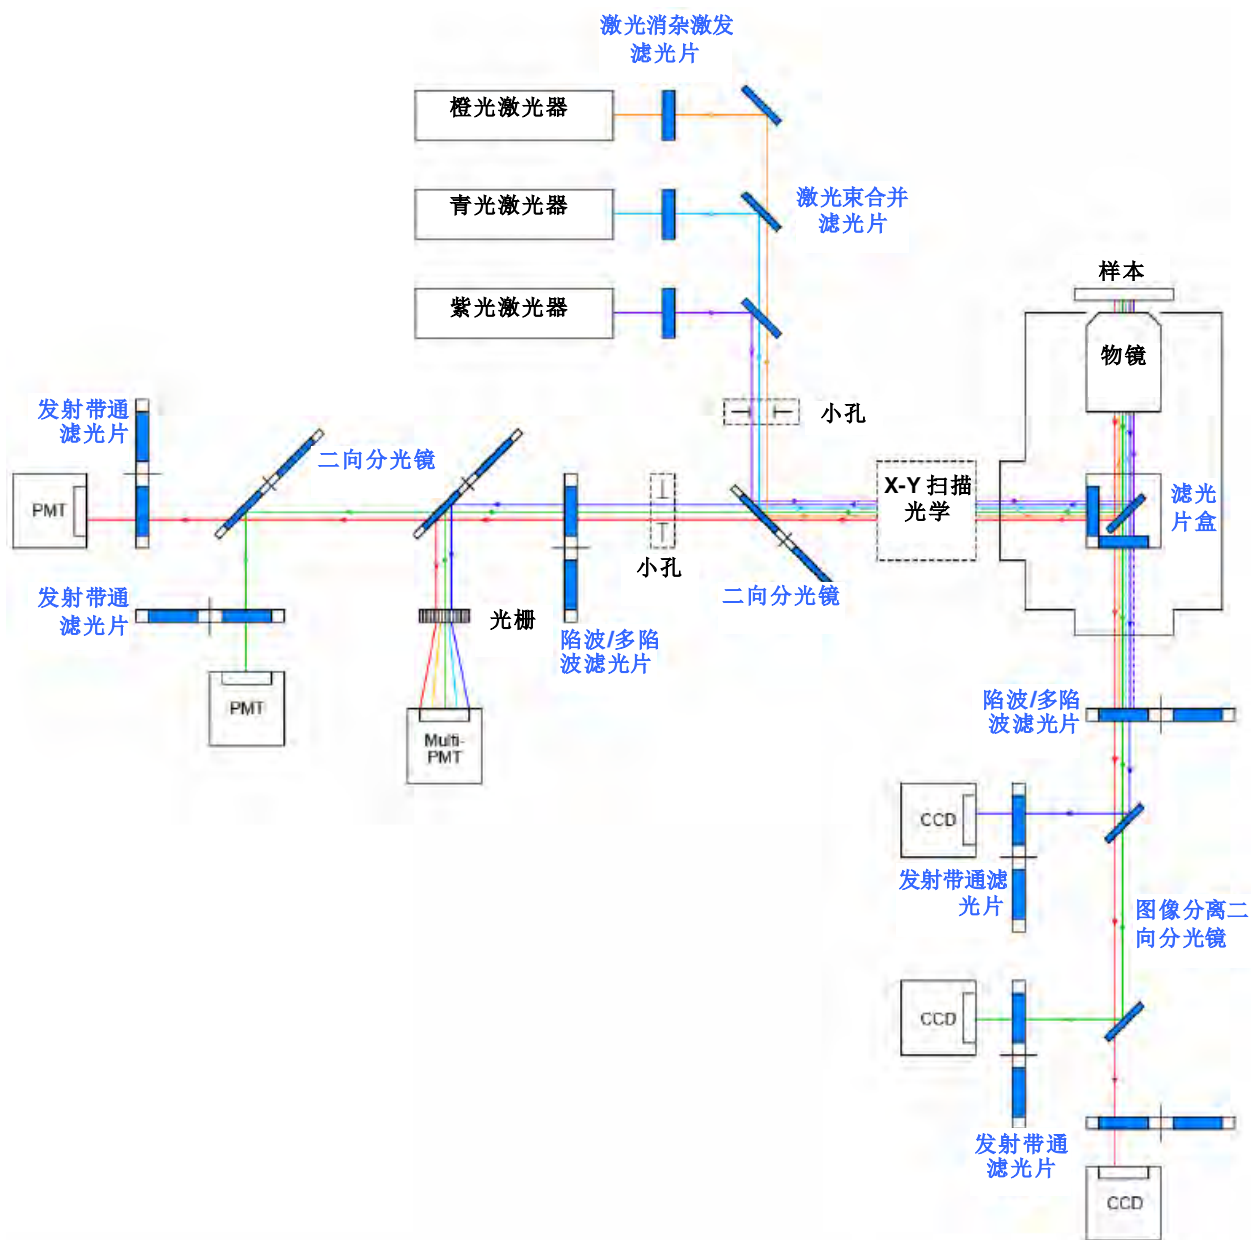 激光消杂激发
滤光片
橙光激光器
青光激光器
激光束合并
滤光片
紫光激光器
样本
物镜
小孔
发射带通
滤光片
二向分光镜
PMT
X-Y 扫描
光学
滤光
片盒
小孔
二向分光镜
发射带通
滤光片
光栅
陷波/多陷
波滤光片
PMT
Multi-
PMT
陷波/多陷
波滤光片
CCD
发射带通滤
光片
图像分离二
向分光镜
CCD
发射带通
滤光片
CCD